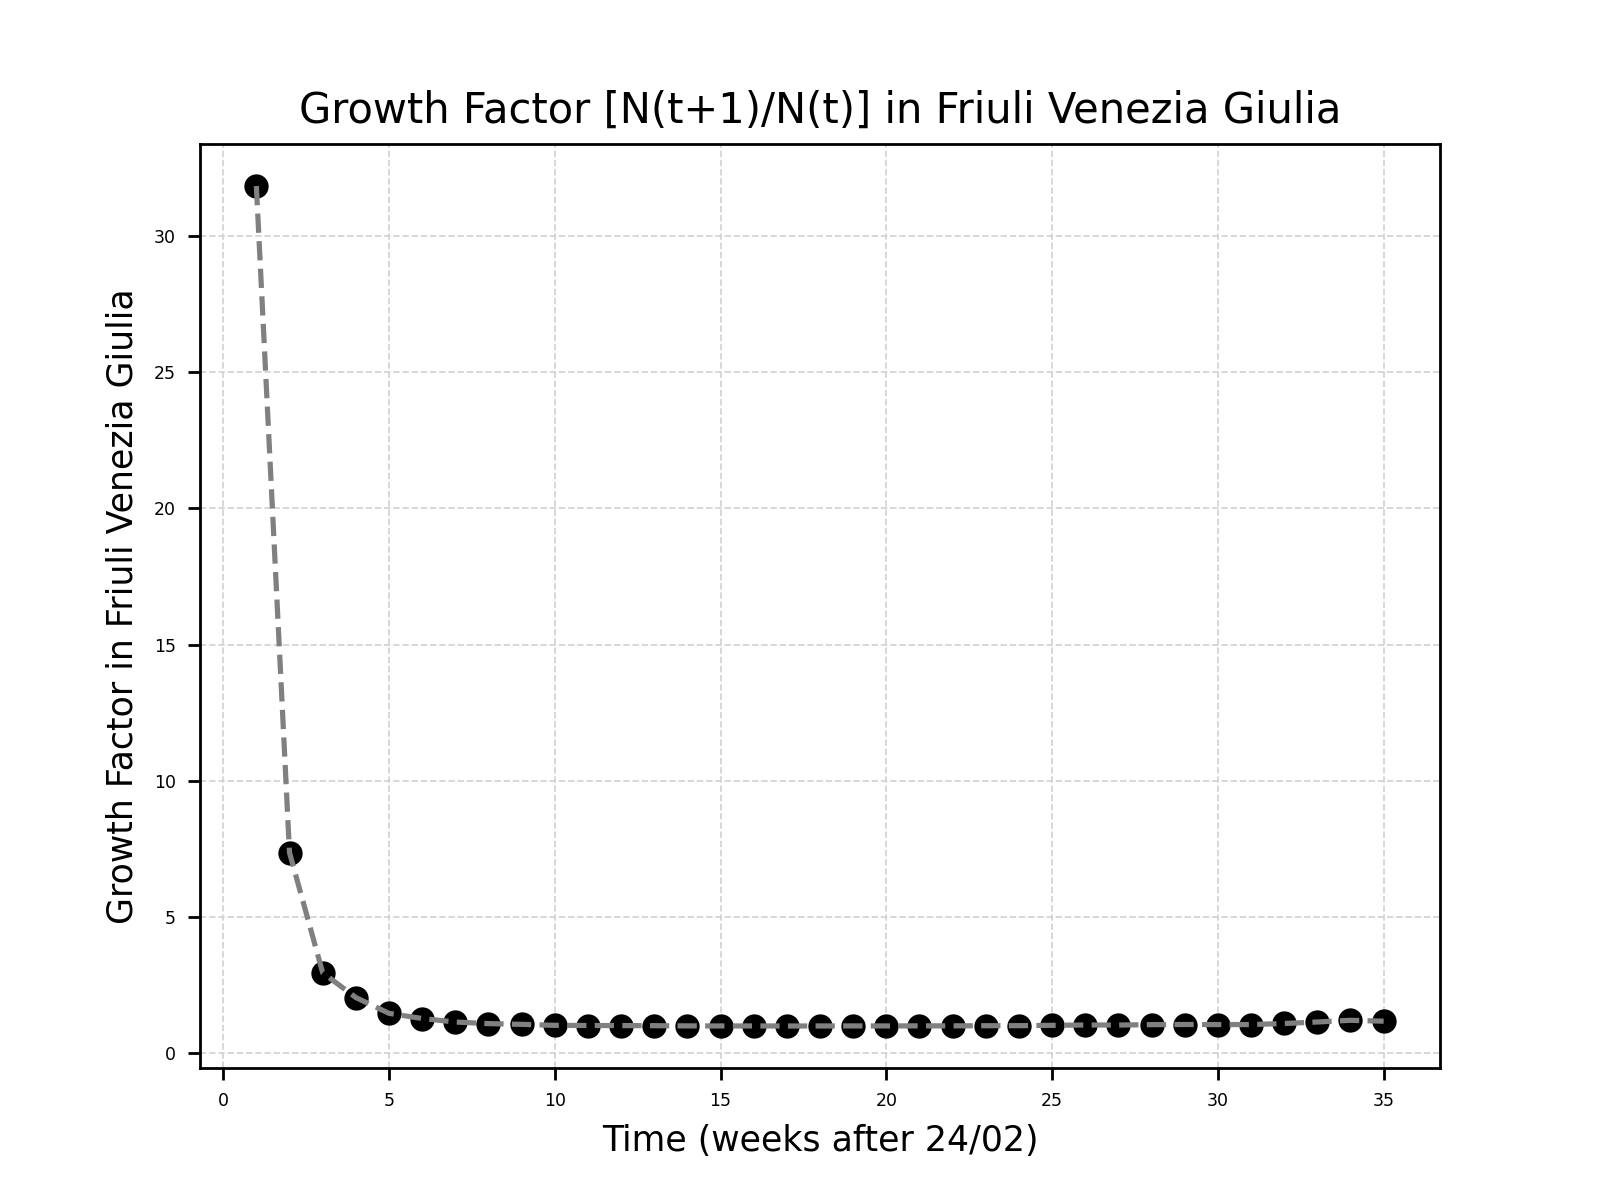 Growth Factor [N(t+1)/N(t)] in Friuli Venezia Giulia
Growth Factor in Friuli Venezia Giulia
30
25
20
15
10
5
0
0 5 10 15 20 25 30 35
Time (weeks after 24/02)